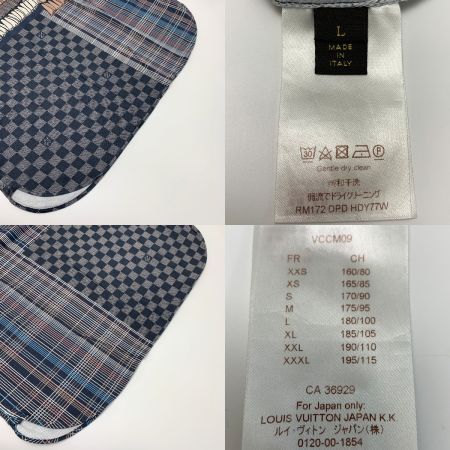 L
MADE
IN
ITALY
30
P
Gentle dry clean
缓和干洗
弱流でドライクリーニング
RM172 DPD HDY77W
VCCM09
FR CH
XXS 160/80
XS 165/85
S 170/90
M 175/95
L 180/100
XL 185/105
XXL 190/110
XXXL 195/115
CA 36929
For Japan only:
LOUIS VUITTON JAPAN K.K.
ルイ・ヴィトン ジャパン(株)
0120-00-1854